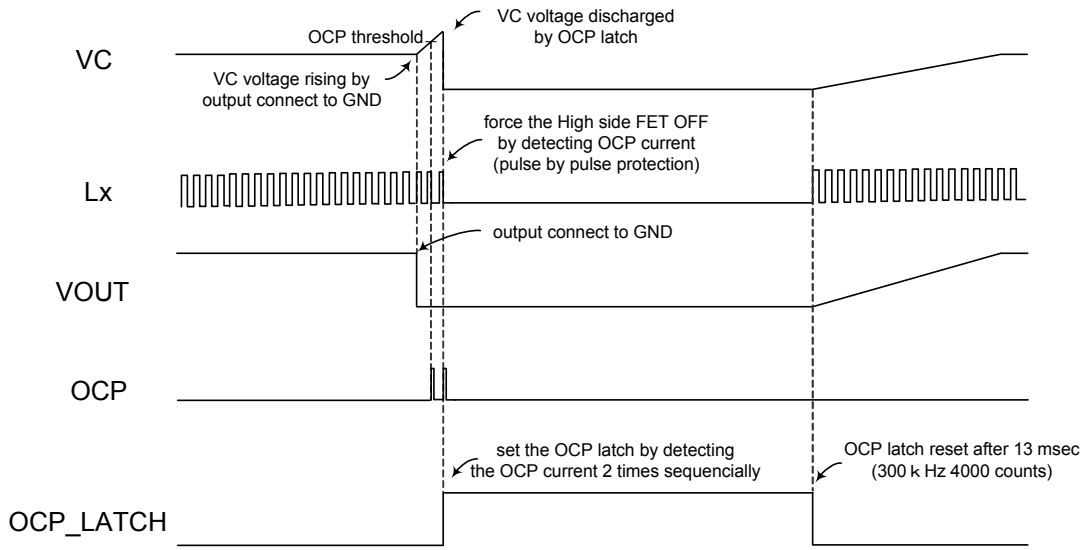 VC voltage discharged
by OCP latch
OCP threshold
VC
VC voltage rising by
output connect to GND
force the High side FET OFF
by detecting OCP current
(pulse by pulse protection)
Lx
output connect to GND
VOUT
OCP
set the OCP latch by detecting
the OCP current 2 times sequencially
OCP latch reset after 13 msec
(300 k Hz 4000 counts)
OCP_LATCH